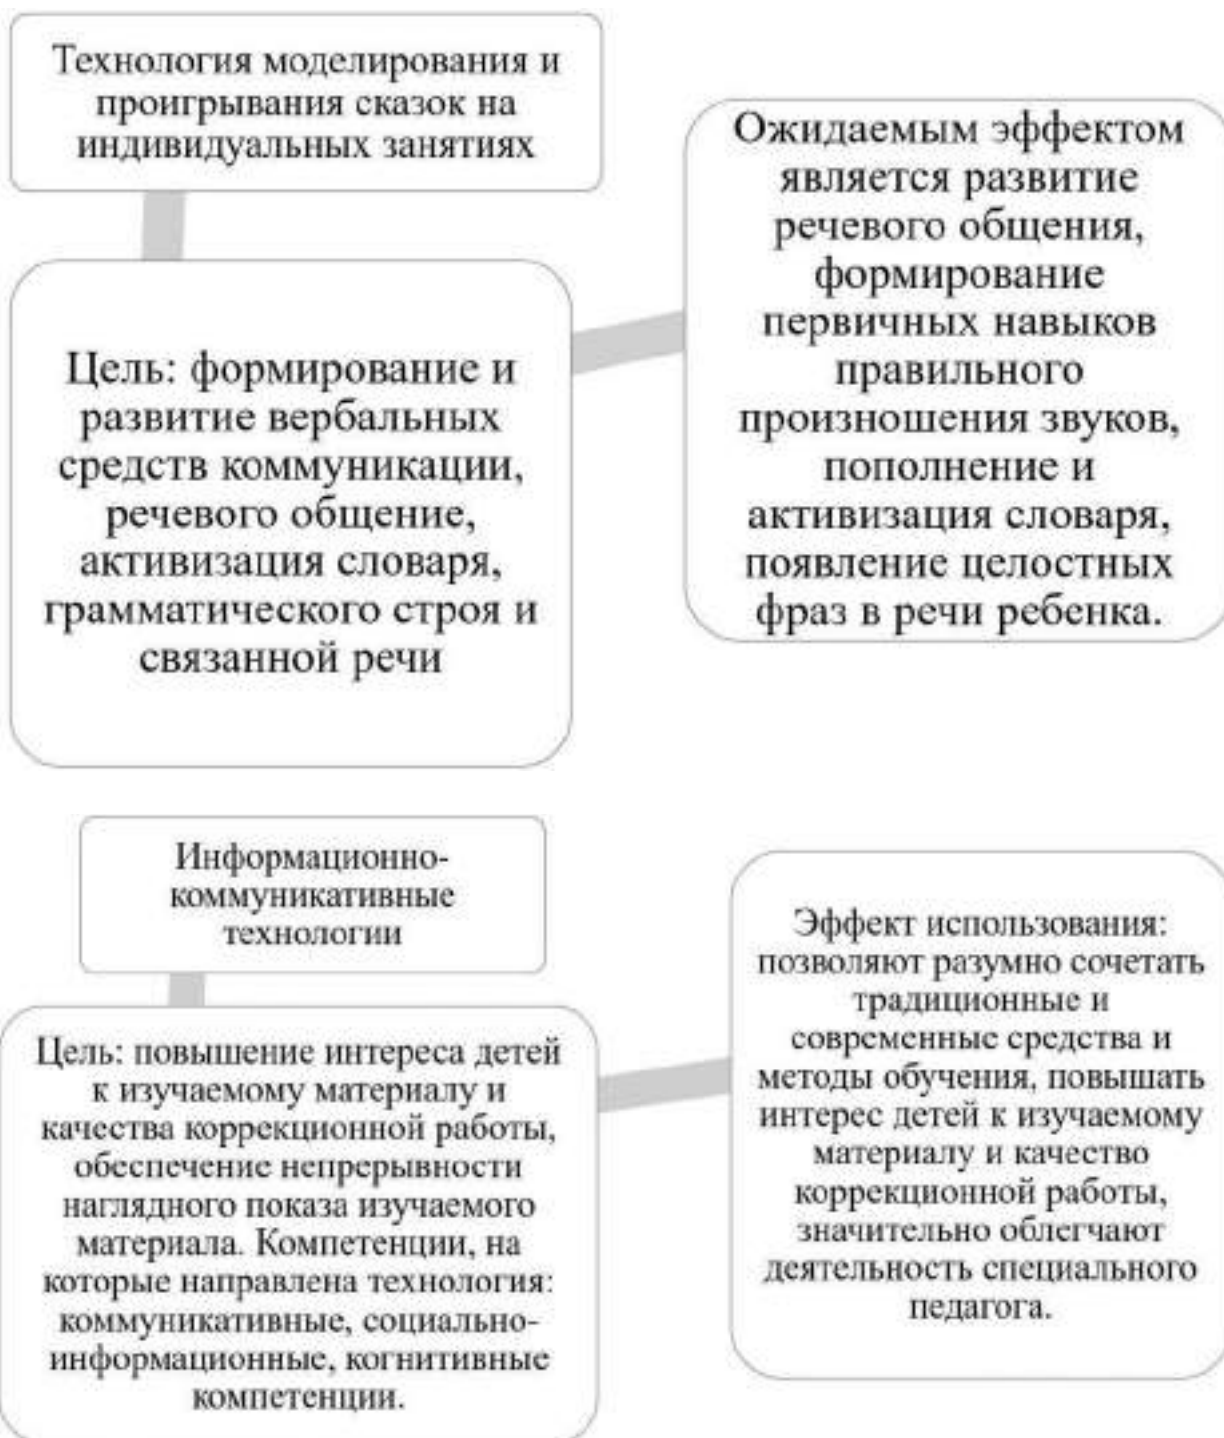 Технология моделирования и
проигрывания сказок на
индивидуальных занятиях
Цель: формирование и
развитие вербальных
средств коммуникации,
речевого общение,
активизация словаря,
грамматического строя и
связанной речи
Ожидаемым эффектом
является развитие
речевого общения,
формирование
первичных навыков
правильного
произношения звуков,
пополнение и
активизация словаря,
появление целостных
фраз в речи ребенка.
Информационно-
коммуникативные
технологии
Цель: повышение интереса детей
к изучаемому материалу и
качества коррекционной работы,
обеспечение непрерывности
наглядного показа изучаемого
материала. Компетенции, на
которые направлена технология:
коммуникативные, социально-
информационные, когнитивные
компетенции.
Эффект использования:
позволяют разумно сочетать
традиционные и
современные средства и
методы обучения, повышать
интерес детей к изучаемому
материалу и качество
коррекционной работы,
значительно облегчают
деятельность специального
педагога.